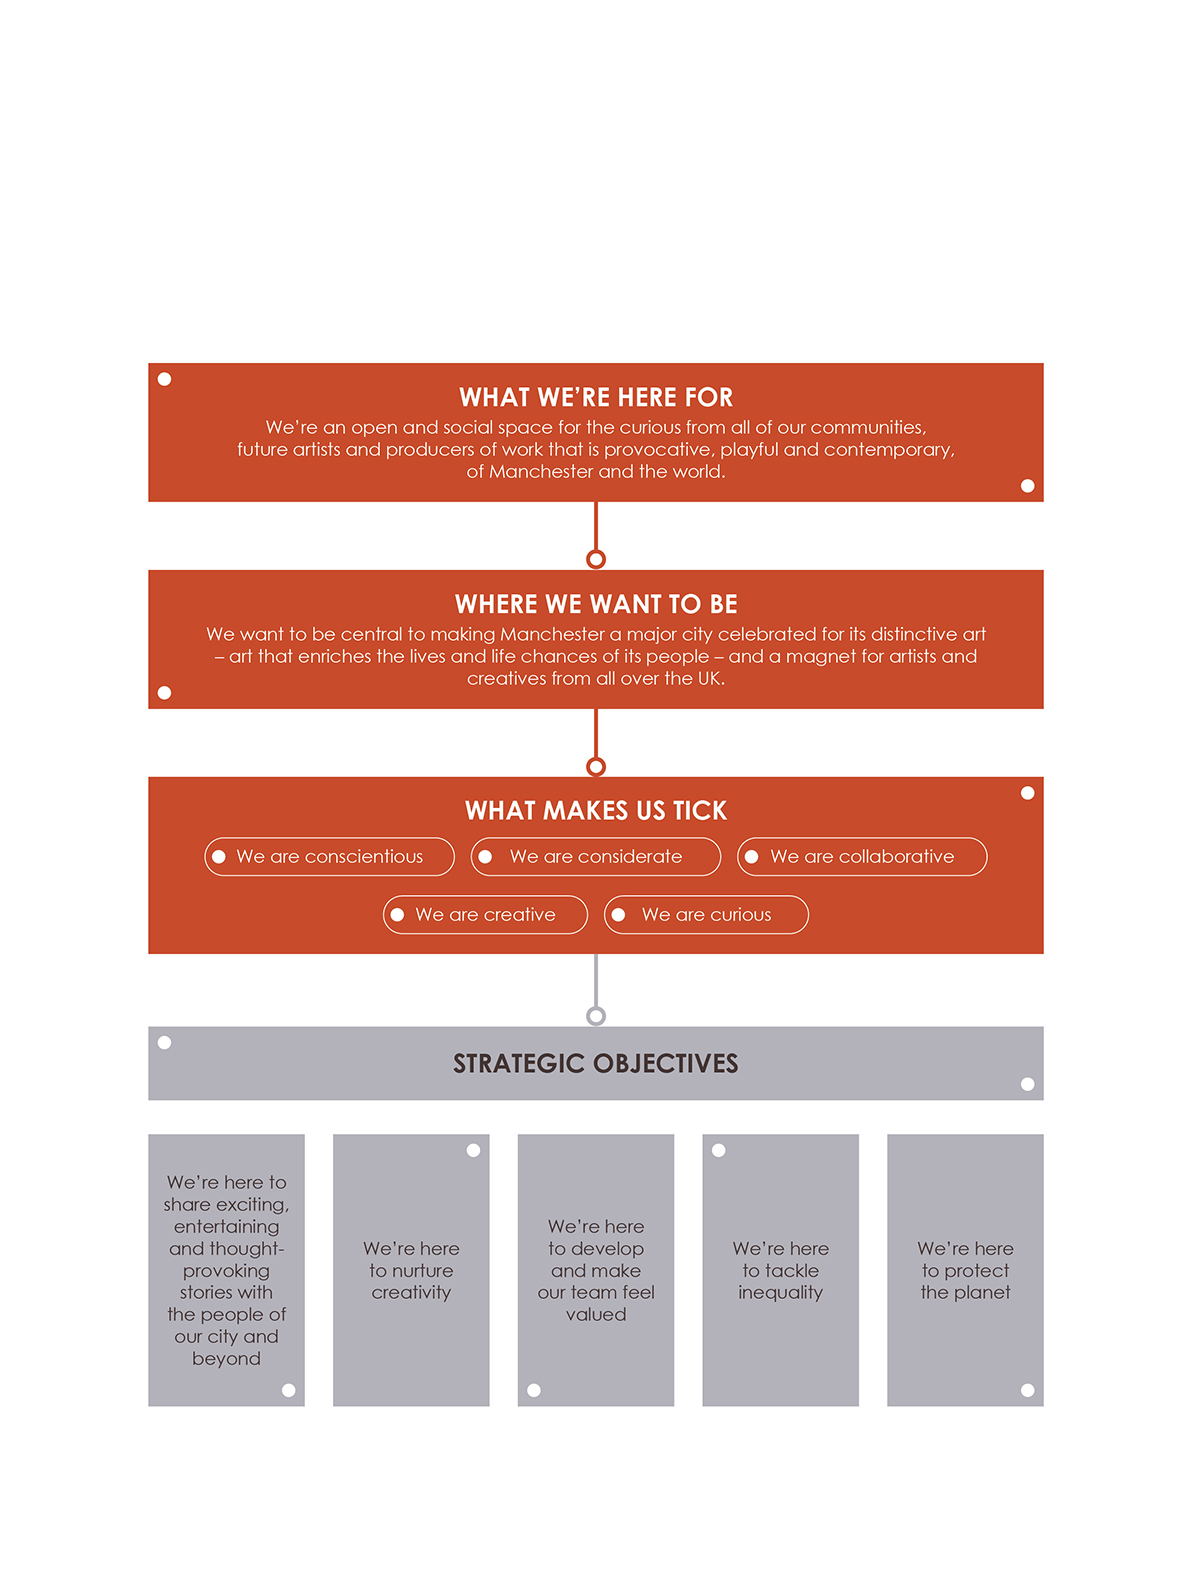 WHAT WE’RE HERE FOR
We’re an open and social space for the curious from all of our communities,
future artists and producers of work that is provocative, playful and contemporary,
of Manchester and the world.
WHERE WE WANT TO BE
We want to be central to making Manchester a major city celebrated for its distinctive art
– art that enriches the lives and life chances of its people – and a magnet for artists and
creatives from all over the UK.
WHAT MAKES US TICK
We are conscientious
We are considerate
We are collaborative
We are creative
We are curious
STRATEGIC OBJECTIVES
We’re here to
share exciting,
entertaining
and thought-
provoking
stories with
the people of
our city and
beyond
We’re here
to nurture
creativity
We’re here
to develop
and make
our team feel
valued
We’re here
to tackle
inequality
We’re here
to protect
the planet